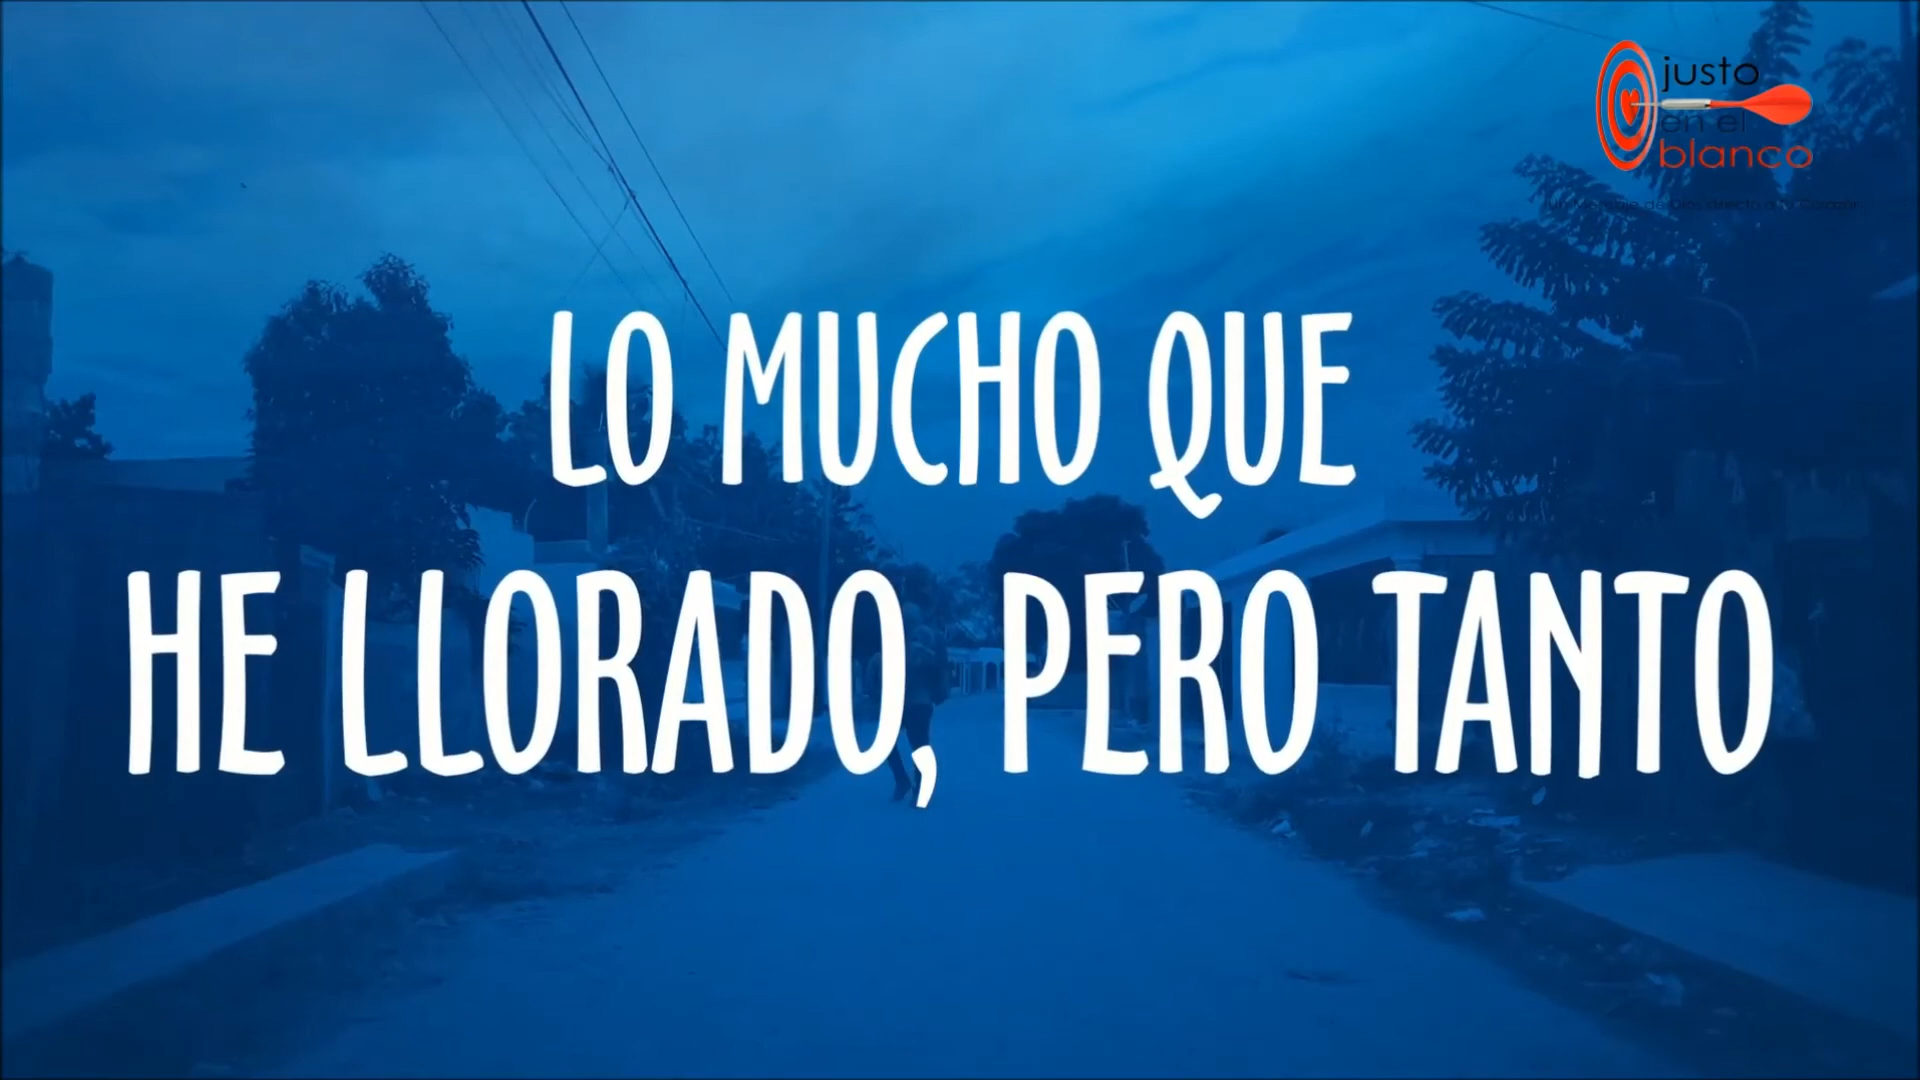 justo
en el
blanco
LO MUCHO QUE
HE LLORADO, PERO TANTO